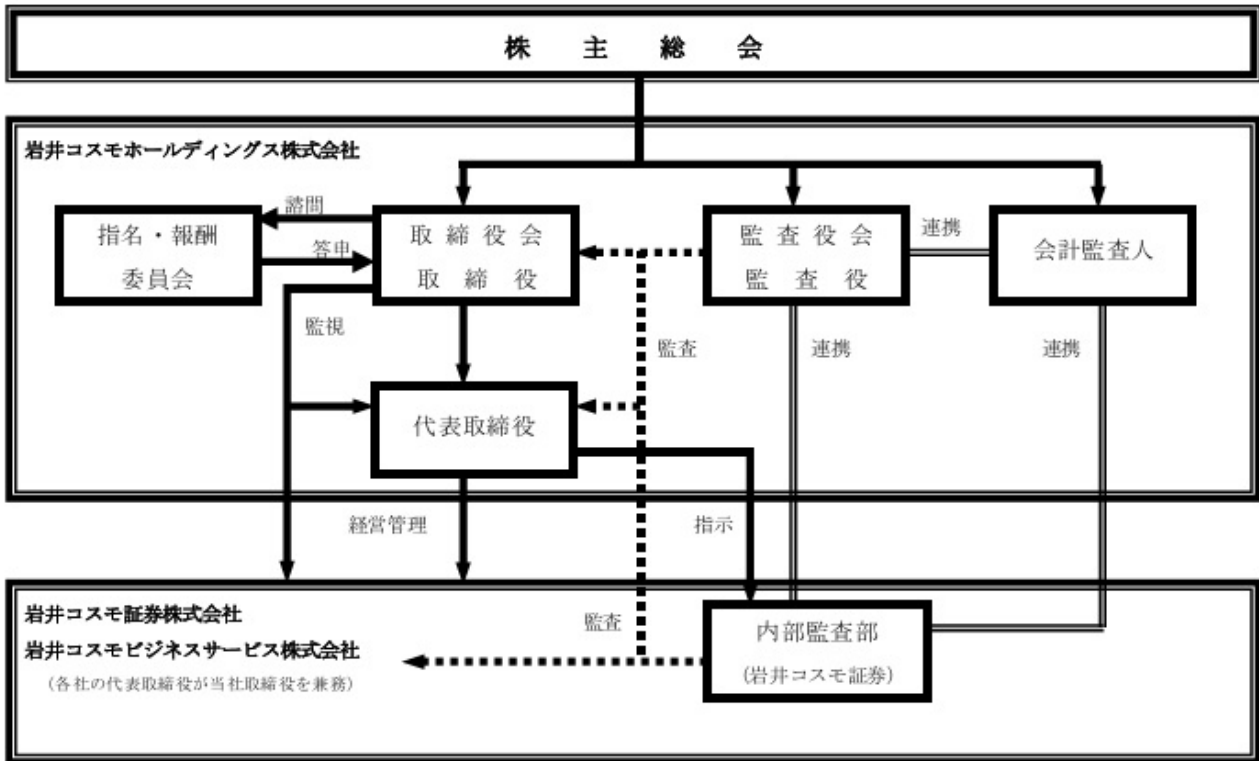 株主総会
岩井コスモホールディングス株式会社
諮問
指名・報酬
委員会
答申
取締役会
取締役
監査役会
監査役
連携
会計監査人
監視
監査
連携
連携
代表取締役
経営管理
指示
岩井コスモ証券株式会社
岩井コスモビジネスサービス株式会社
(各社の代表取締役が当社取締役を兼務)
監査
内部監査部
(岩井コスモ証券)